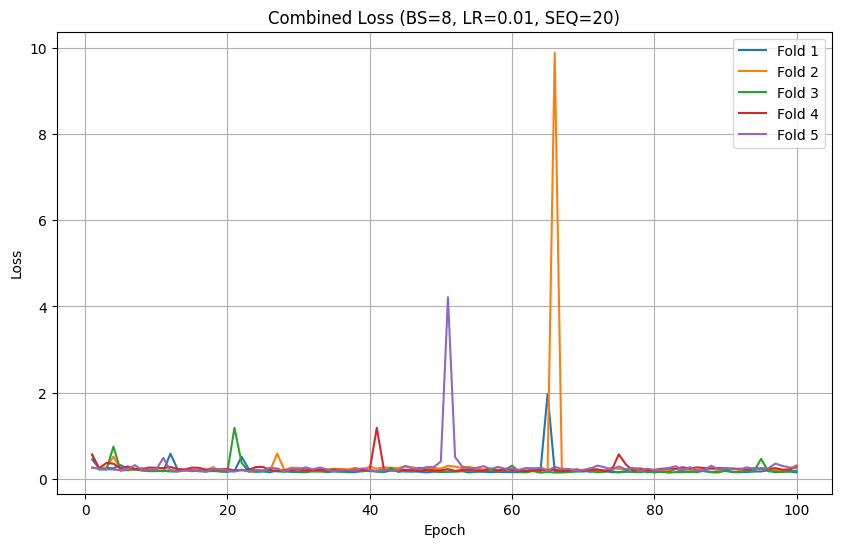 Combined Loss (BS=8, LR=0.01, SEQ=20)
Loss
10
8
6
4
2
0
0 20 40 60 80 100
Epoch
Fold 1
Fold 2
Fold 3
Fold 4
Fold 5